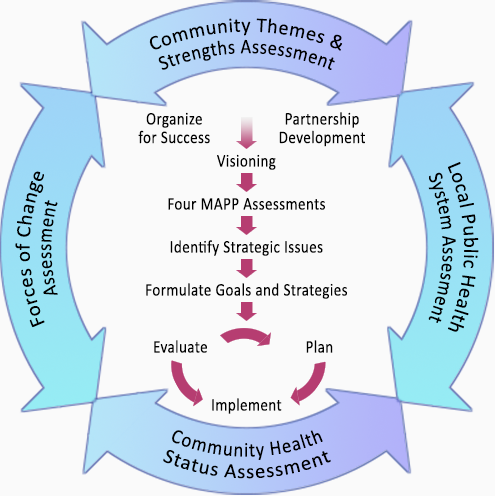 Community Themes &
Strengths Assessment
Organize
for Success
Partnership
Development
Visioning
Four MAPP Assessments
Identify Strategic Issues
Formulate Goals and Strategies
Evaluate
Plan
Implement
Forces of Change
Assessment
Local Public Health
System Assesment
Community Health
Status Assessment